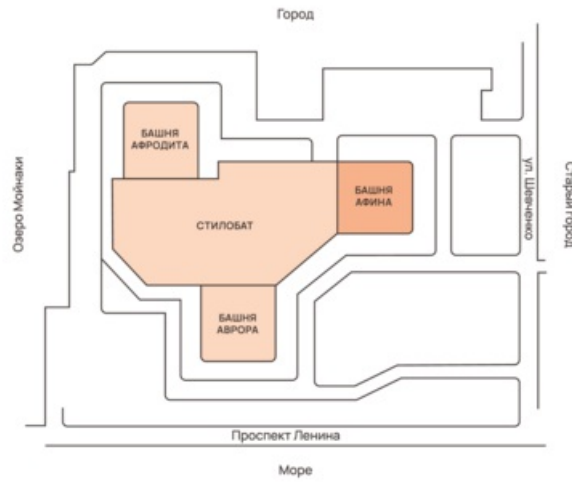 Город
БАШНЯ
АФРОДИТА
Озеро Мойнаки
СТИЛОБАТ
БАШНЯ
АФИНА
ул. Шевченко
Старый город
БАШНЯ
АВРОРА
Проспект Ленина
Море